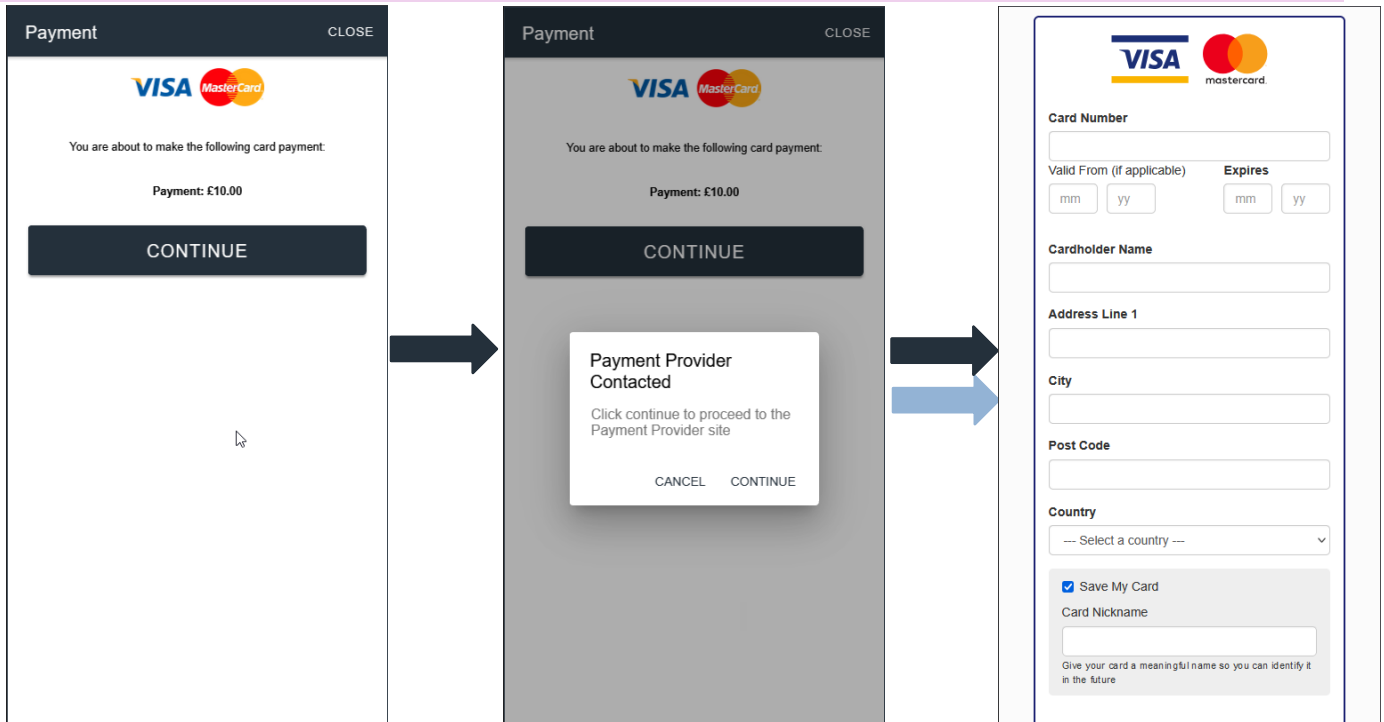 Payment
CLOSE
VISA MasterCard
You are about to make the following card payment:
Payment: £10.00
CONTINUE
Payment
CLOSE
VISA MasterCard
You are about to make the following card payment:
Payment: £10.00
CONTINUE
Payment Provider
Contacted
Click continue to proceed to the
Payment Provider site
CANCEL
CONTINUE
VISA
mastercard.
Card Number
Valid From (if applicable)
Expires
mm
yy
mm
yy
Cardholder Name
Address Line 1
City
Post Code
Country
--- Select a country ---
Save My Card
Card Nickname
Give your card a meaningful name so you can identify it
in the future